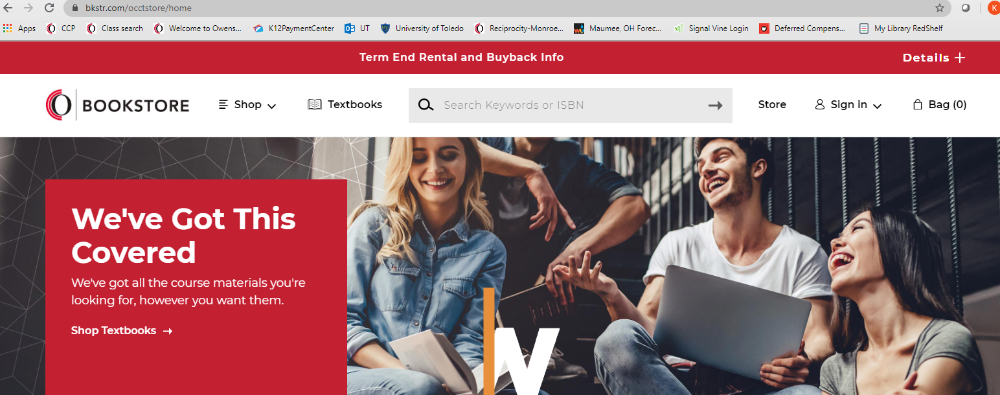 bkstr.com/occtstore/home
K
Apps CCP Class search Welcome to Owens... K12PaymentCenter UT University of Toledo Reciprocity-Monroe... Maumee, OH Forec... Signal Vine Login Deferred Compens... My Library RedShelf
Term End Rental and Buyback Info Details +
BOOKSTORE Shop Textbooks Search Keywords or ISBN Store Sign in Bag (0)
We've Got This
Covered
We've got all the course materials you're
looking for, however you want them.
Shop Textbooks